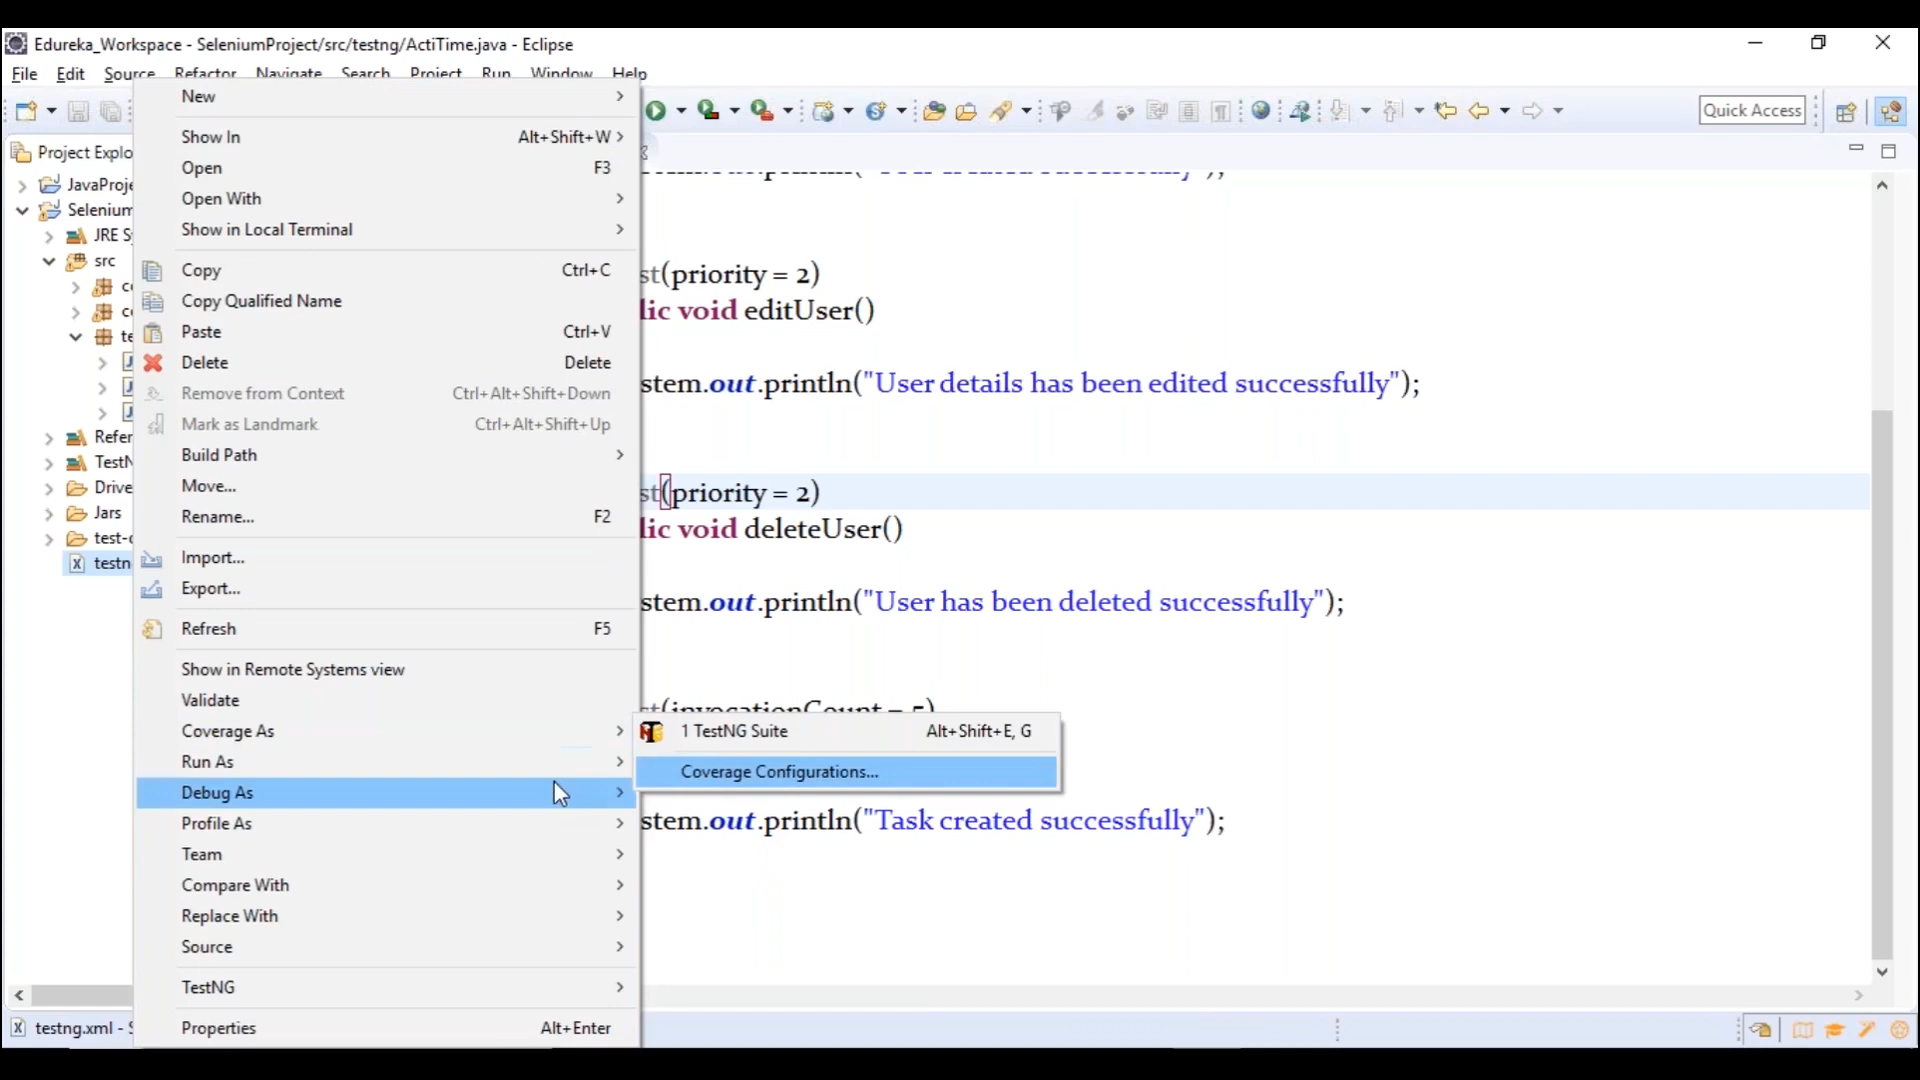 Edureka_Workspace - SeleniumProject/src/testng/ActiTime.java - Eclipse
File Edit Source Refactor Navigate Search Project Run Window Help
Quick Access
Project Explo
JavaProje
Selenium
JRE S
src
Refer
TestN
Drive
Jars
test-
testn
New
Show In Alt+Shift+W
Open F3
Open With
Show in Local Terminal
Copy Ctrl+C
Copy Qualified Name
Paste Ctrl+V
Delete Delete
Remove from Context Ctrl+Alt+Shift+Down
Mark as Landmark Ctrl+Alt+Shift+Up
Build Path
Move...
Rename... F2
Import...
Export...
Refresh F5
Show in Remote Systems view
Validate
Coverage As
Run As
Debug As
Profile As
Team
Compare With
Replace With
Source
TestNG
Properties Alt+Enter
1 TestNG Suite Alt+Shift+E, G
Coverage Configurations...
st(priority = 2)
lic void editUser()
stem.out.println("User details has been edited successfully");
st(priority = 2)
lic void deleteUser()
stem.out.println("User has been deleted successfully");
st(invocationCount = 5)
stem.out.println("Task created successfully");
testng.xml - S